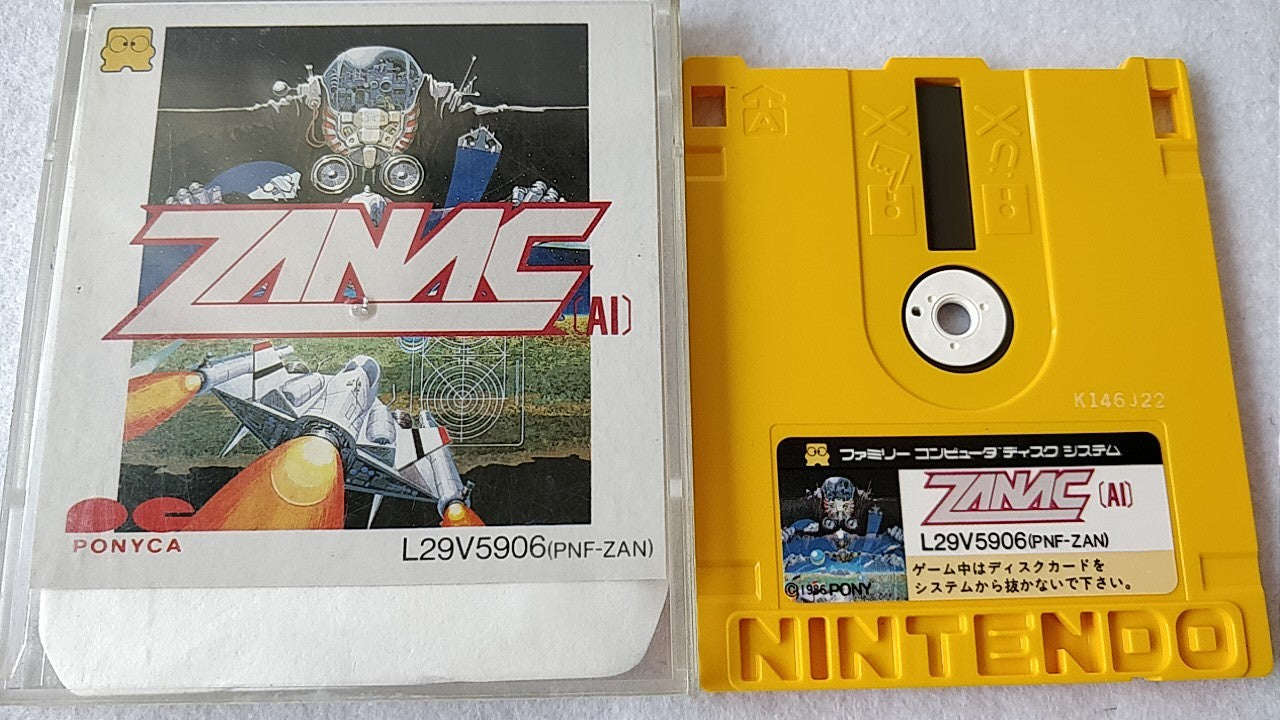 ZANAC
[AI]
PONYCA
L29V5906(PNF-ZAN)
A
K146J22
ファミリー コンピュータ ディスク システム
ZANAC
[AI]
L29V5906(PNF-ZAN)
ゲーム中はディスクカードを
システムから抜かないで下さい。
©1986 PONY
NINTENDO